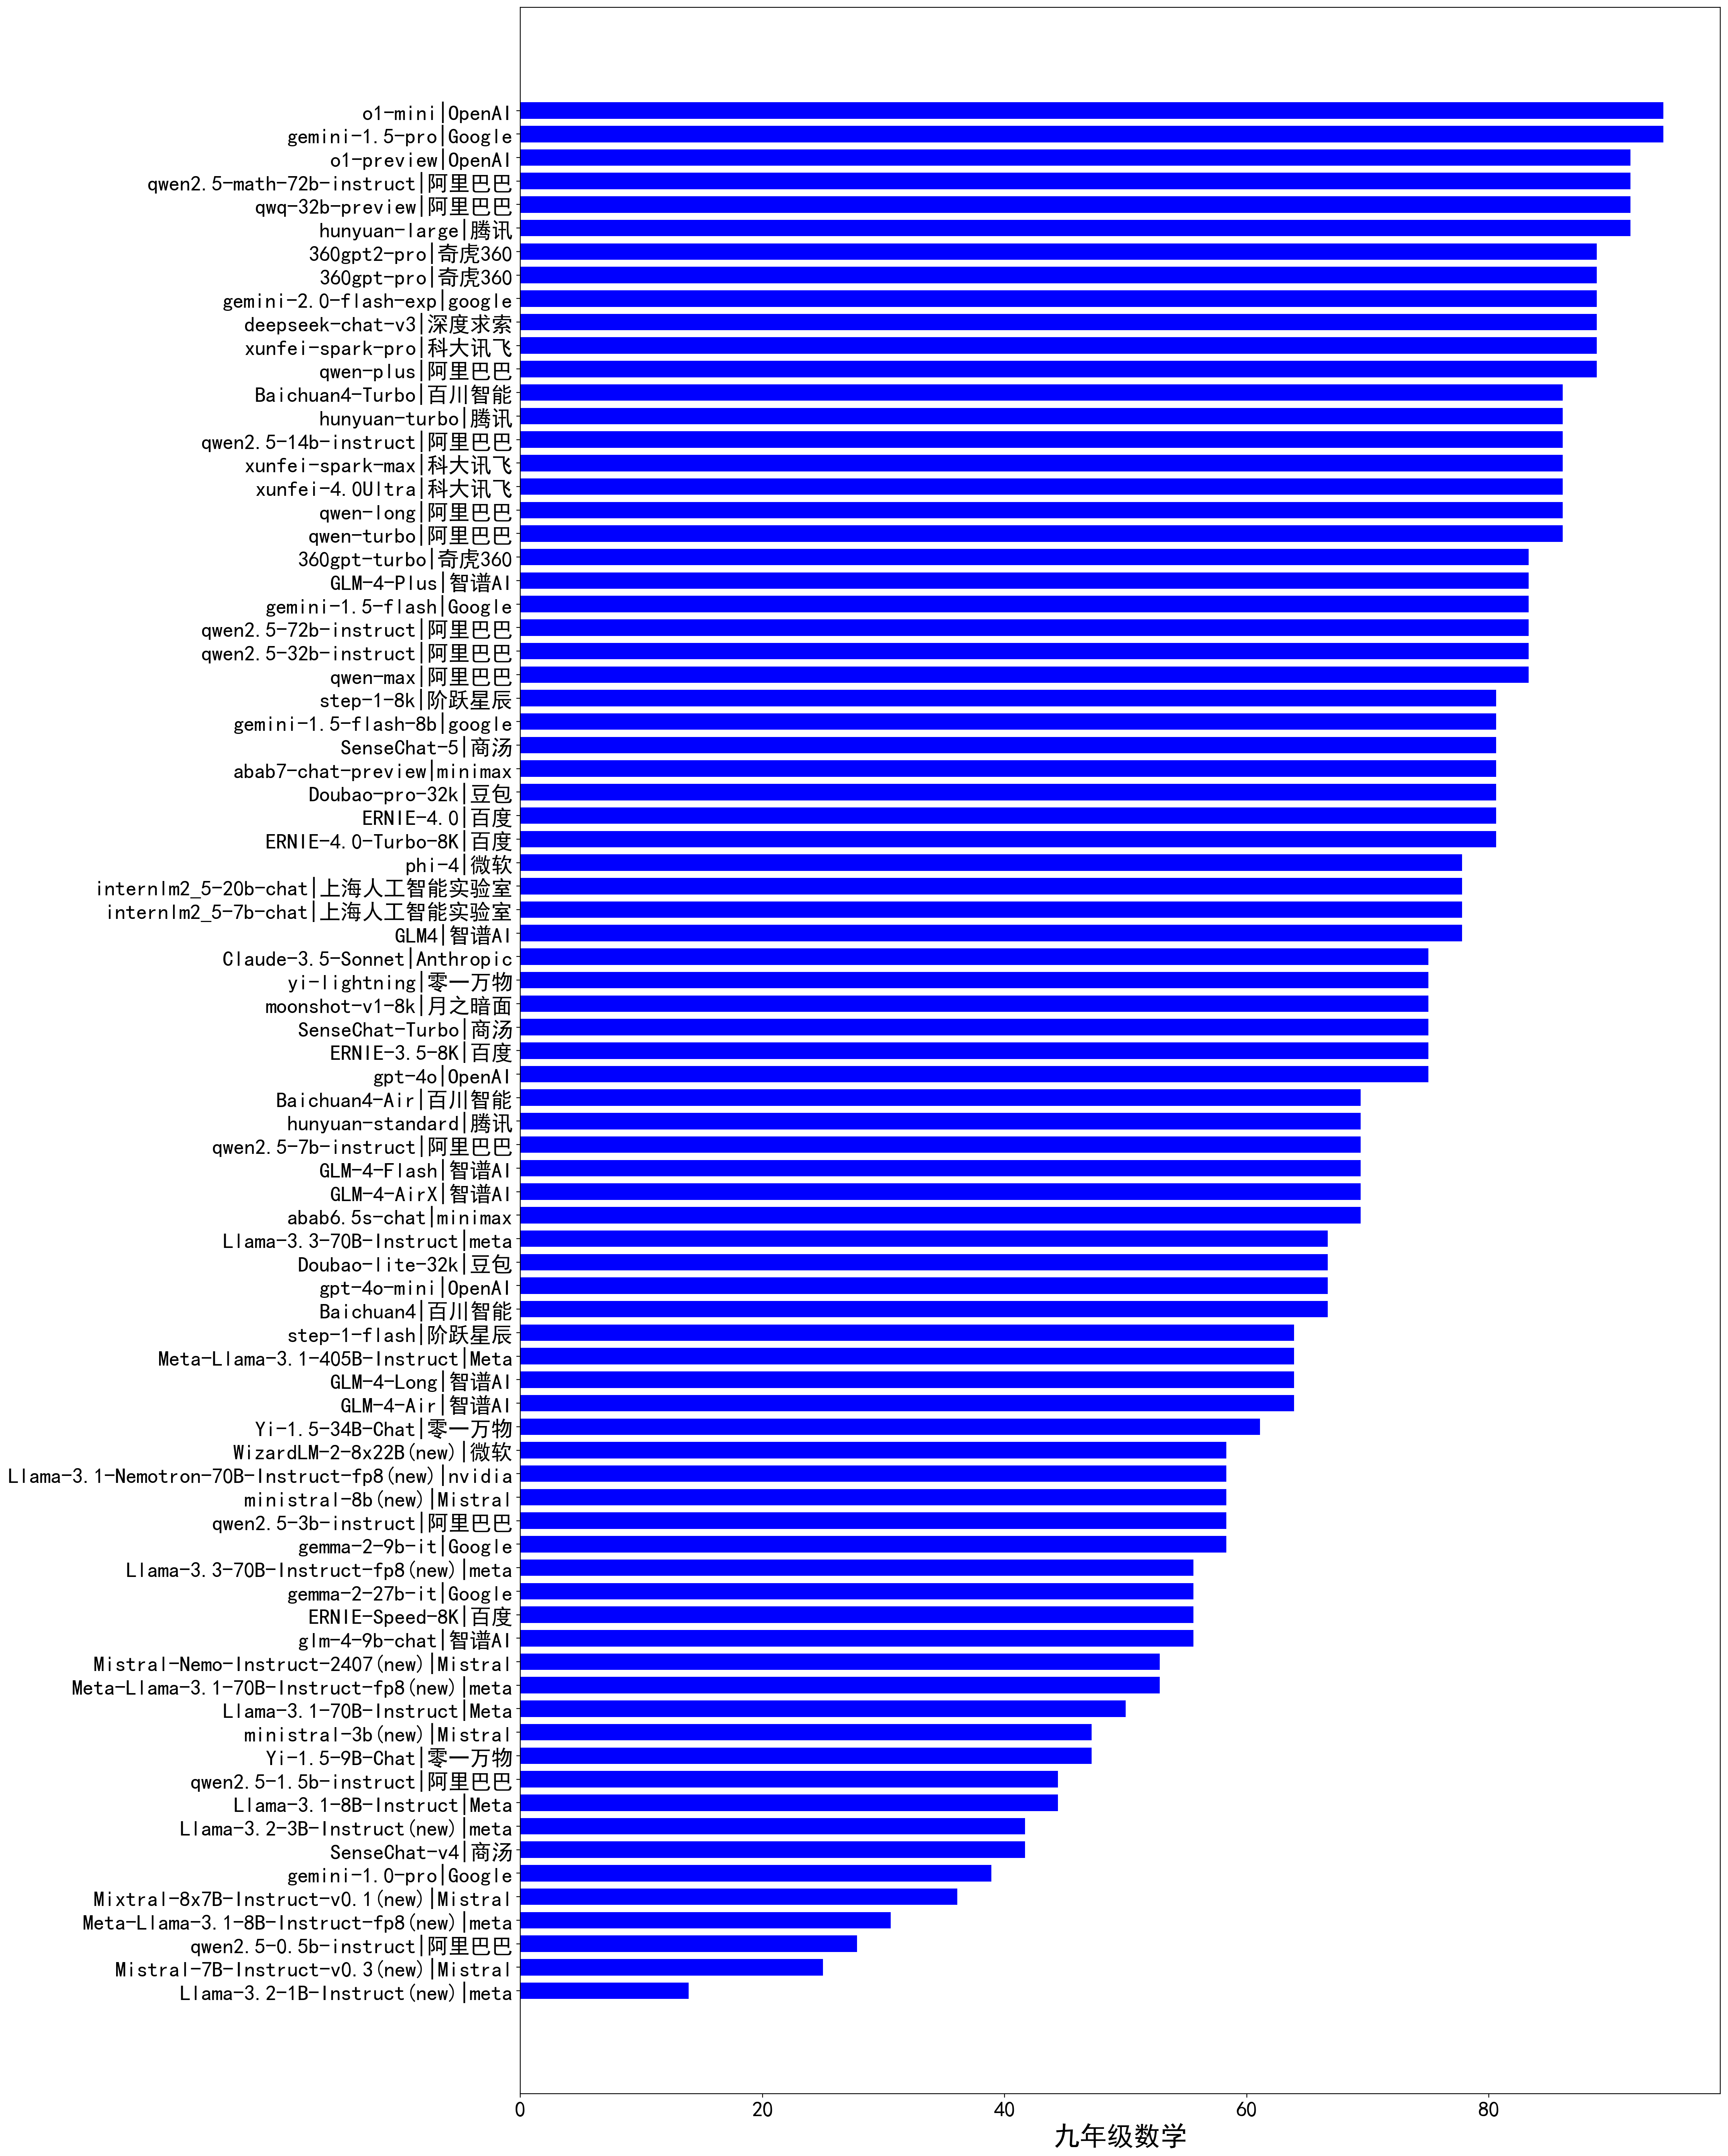 o1-mini|OpenAI
gemini-1.5-pro|Google
o1-preview|OpenAI
qwen2.5-math-72b-instruct|阿里巴巴
qwq-32b-preview|阿里巴巴
hunyuan-large|腾讯
360gpt2-pro|奇虎360
360gpt-pro|奇虎360
gemini-2.0-flash-exp|google
deepseek-chat-v3|深度求索
xunfei-spark-pro|科大讯飞
qwen-plus|阿里巴巴
Baichuan4-Turbo|百川智能
hunyuan-turbo|腾讯
qwen2.5-14b-instruct|阿里巴巴
xunfei-spark-max|科大讯飞
xunfei-4.0Ultra|科大讯飞
qwen-long|阿里巴巴
qwen-turbo|阿里巴巴
360gpt-turbo|奇虎360
GLM-4-Plus|智谱AI
gemini-1.5-flash|Google
qwen2.5-72b-instruct|阿里巴巴
qwen2.5-32b-instruct|阿里巴巴
qwen-max|阿里巴巴
step-1-8k|阶跃星辰
gemini-1.5-flash-8b|google
SenseChat-5|商汤
abab7-chat-preview|minimax
Doubao-pro-32k|豆包
ERNIE-4.0|百度
ERNIE-4.0-Turbo-8K|百度
phi-4|微软
internlm2_5-20b-chat|上海人工智能实验室
internlm2_5-7b-chat|上海人工智能实验室
GLM4|智谱AI
Claude-3.5-Sonnet|Anthropic
yi-lightning|零一万物
moonshot-v1-8k|月之暗面
SenseChat-Turbo|商汤
ERNIE-3.5-8K|百度
gpt-4o|OpenAI
Baichuan4-Air|百川智能
hunyuan-standard|腾讯
qwen2.5-7b-instruct|阿里巴巴
GLM-4-Flash|智谱AI
GLM-4-AirX|智谱AI
abab6.5s-chat|minimax
Llama-3.3-70B-Instruct|meta
Doubao-lite-32k|豆包
gpt-4o-mini|OpenAI
Baichuan4|百川智能
step-1-flash|阶跃星辰
Meta-Llama-3.1-405B-Instruct|Meta
GLM-4-Long|智谱AI
GLM-4-Air|智谱AI
Yi-1.5-34B-Chat|零一万物
WizardLM-2-8x22B(new)|微软
Llama-3.1-Nemotron-70B-Instruct-fp8(new)|nvidia
ministral-8b(new)|Mistral
qwen2.5-3b-instruct|阿里巴巴
gemma-2-9b-it|Google
Llama-3.3-70B-Instruct-fp8(new)|meta
gemma-2-27b-it|Google
ERNIE-Speed-8K|百度
glm-4-9b-chat|智谱AI
Mistral-Nemo-Instruct-2407(new)|Mistral
Meta-Llama-3.1-70B-Instruct-fp8(new)|meta
Llama-3.1-70B-Instruct|Meta
ministral-3b(new)|Mistral
Yi-1.5-9B-Chat|零一万物
qwen2.5-1.5b-instruct|阿里巴巴
Llama-3.1-8B-Instruct|Meta
Llama-3.2-3B-Instruct(new)|meta
SenseChat-v4|商汤
gemini-1.0-pro|Google
Mixtral-8x7B-Instruct-v0.1(new)|Mistral
Meta-Llama-3.1-8B-Instruct-fp8(new)|meta
qwen2.5-0.5b-instruct|阿里巴巴
Mistral-7B-Instruct-v0.3(new)|Mistral
Llama-3.2-1B-Instruct(new)|meta
0 20 40 60 80
九年级数学